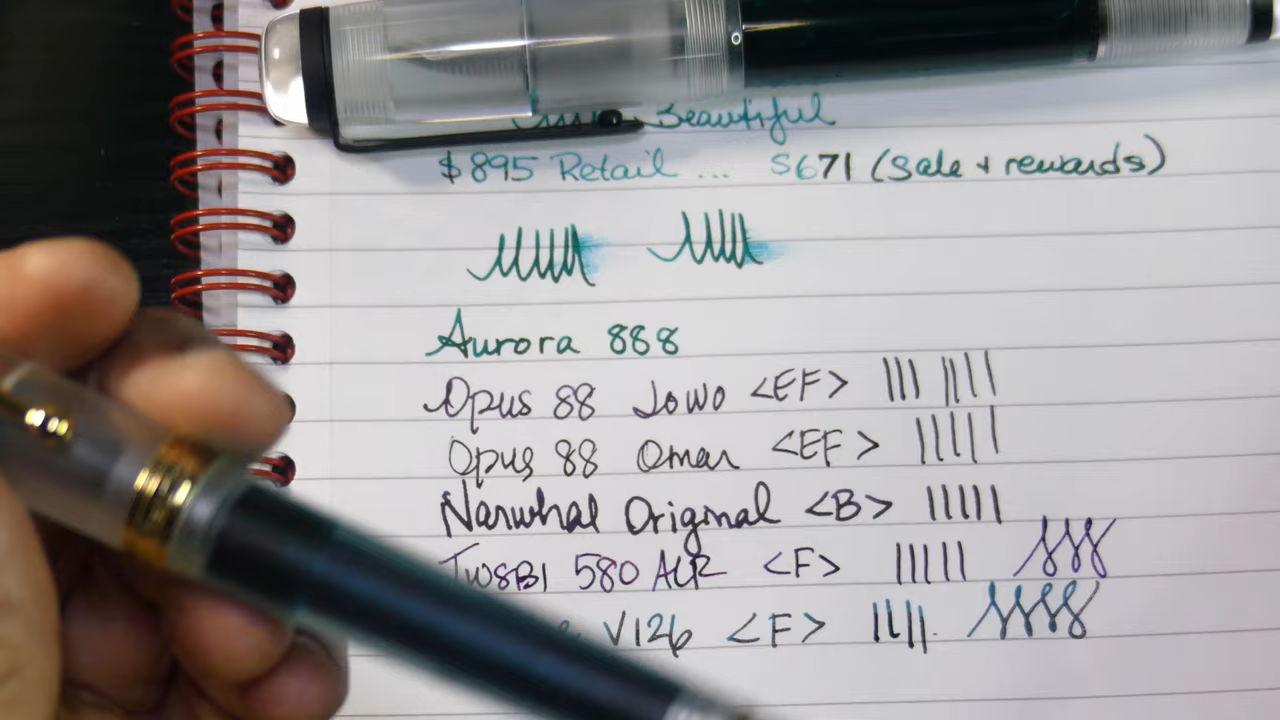 Beautiful
$895 Retail ... $671 (Sale + rewards)
Aurora 888
Opus 88 Jowo <EF>
Opus 88 Omar <EF>
Narwhal Original <B>
TWSBI 580 ALR <F>
V126 <F>